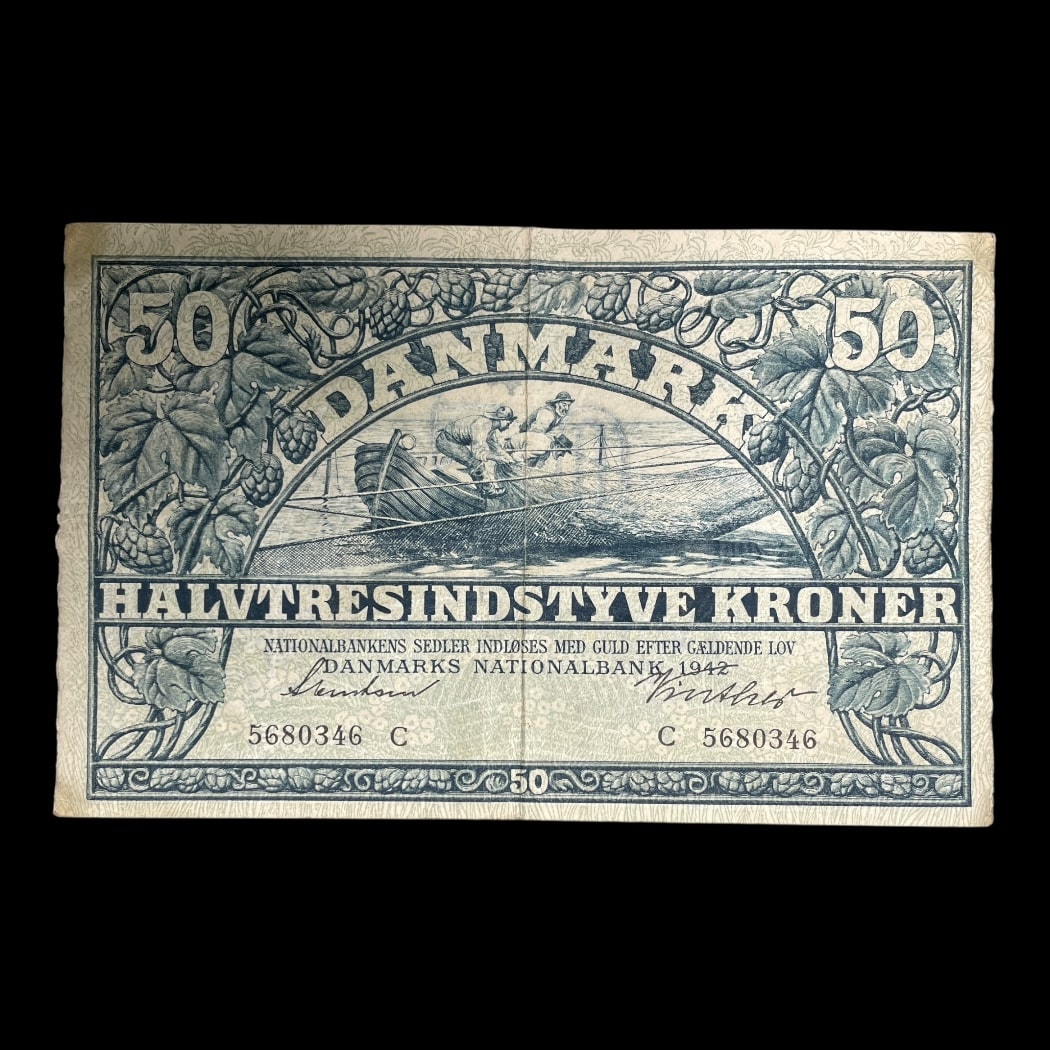 50 50
DANMARK
HALVTRESINDSTYVE KRONER
NATIONALBANKENS SEDLER INDLØSES MED GULD EFTER GÆLDENDE LOV
DANMARKS NATIONALBANK 1942
Svendsen
5680346 C C 5680346
50